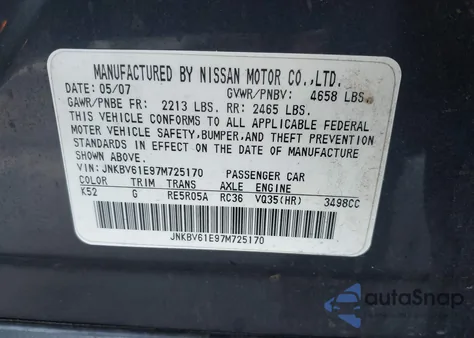 MANUFACTURED BY NISSAN MOTOR CO.,LTD.
DATE: 05/07 GVWR/PNBV: 4658 LBS.
GAWR/PNBE FR: 2213 LBS. RR: 2465 LBS.
THIS VEHICLE CONFORMS TO ALL APPLICABLE FEDERAL
MOTOR VEHICLE SAFETY, BUMPER, AND THEFT PREVENTION
STANDARDS IN EFFECT ON THE DATE OF MANUFACTURE
SHOWN ABOVE.
VIN: JNKBV61E97M725170 PASSENGER CAR
COLOR TRIM TRANS AXLE ENGINE
K52 G RE5R05A RC36 VQ35(HR) 3498CC
JNKBV61E97M725170
autoSnap